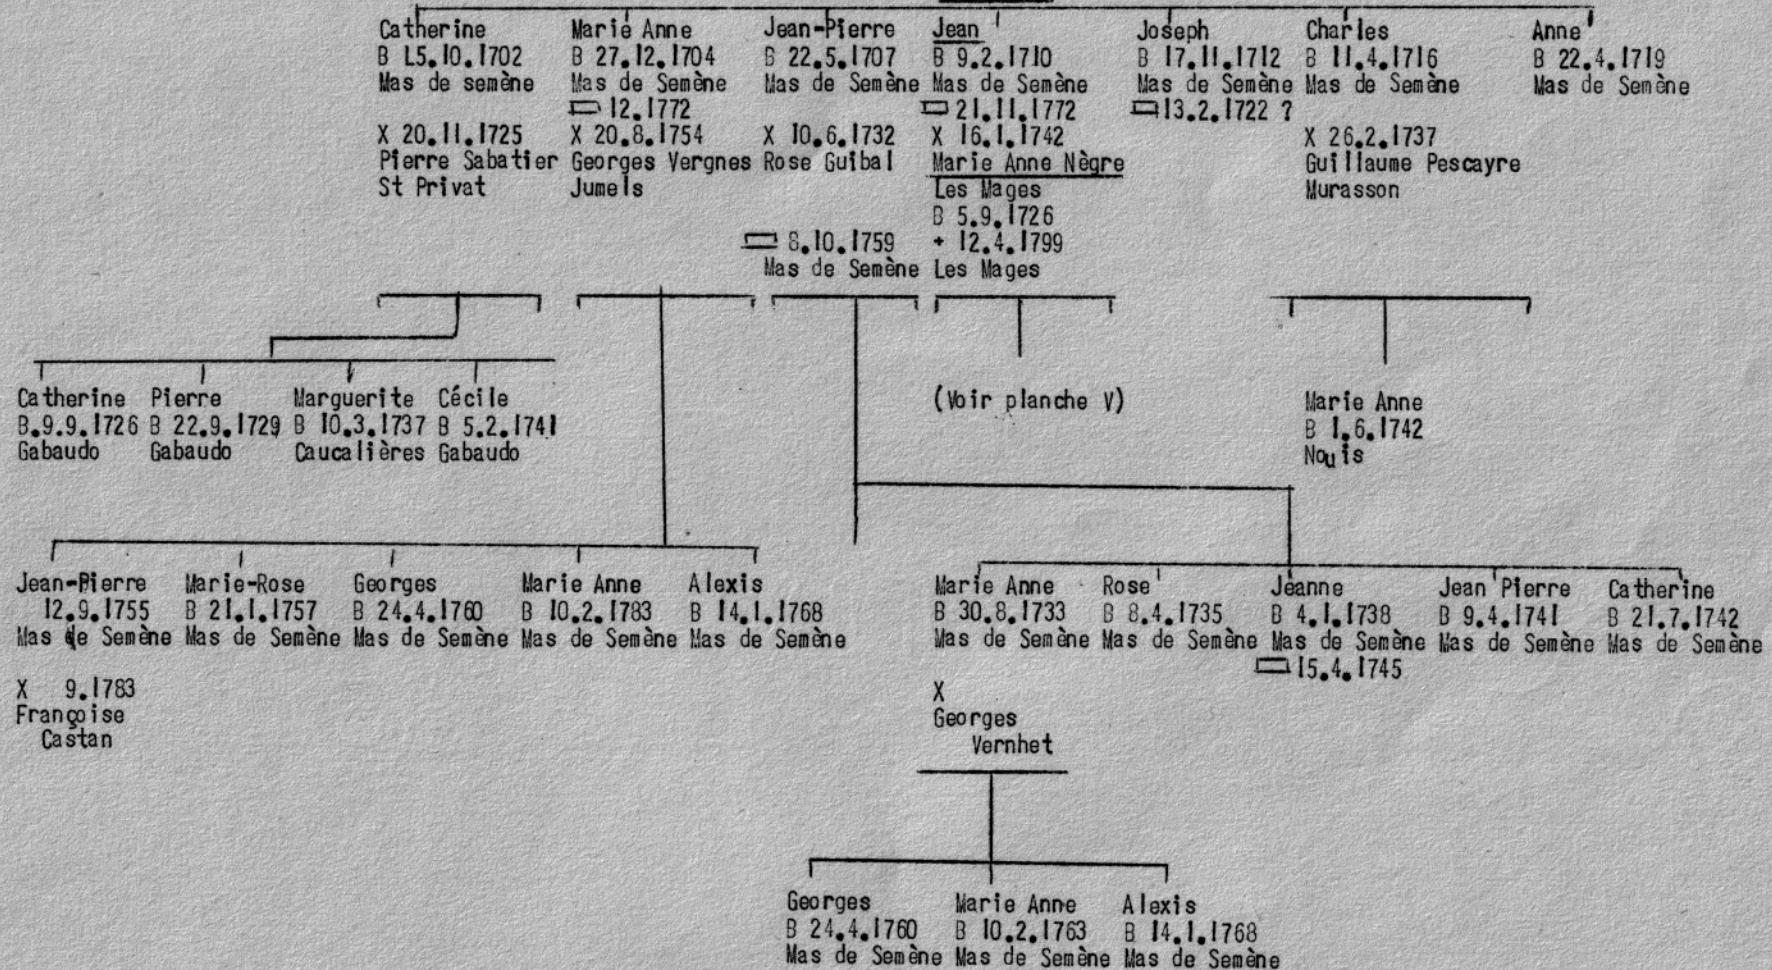 Catherine Marie Anne Jean-Pierre Jean Joseph Charles Anne
B L5.10.1702 B 27.12.1704 B 22.5.1707 B 9.2.1710 B 17.11.1712 B 11.4.1716 B 22.4.1719
Mas de semène Mas de Semène Mas de Semène Mas de Semène Mas de Semène Mas de Semène Mas de Semène
12.1772 21.11.1772 13.2.1722 ?
X 20.11.1725 X 20.8.1754 X 10.6.1732 X 16.1.1742 X 26.2.1737
Pierre Sabatier Georges Vergnes Rose Guibal Marie Anne Nègre Guillaume Pescayre
St Privat Jumels Les Mages Murasson
B 5.9.1726
8.10.1759 + 12.4.1799
Mas de Semène Les Mages
Catherine Pierre Marguerite Cécile (Voir planche V) Marie Anne
B.9.9.1726 B 22.9.1729 B 10.3.1737 B 5.2.1741 B 1.6.1742
Gabaudo Gabaudo Caucalières Gabaudo Nouis
Jean-Pierre Marie-Rose Georges Marie Anne Alexis Marie Anne Rose Jeanne Jean Pierre Catherine
12.9.1755 B 21.1.1757 B 24.4.1760 B 10.2.1783 B 14.1.1768 B 30.8.1733 B 8.4.1735 B 4.1.1738 B 9.4.1741 B 21.7.1742
Mas de Semène Mas de Semène Mas de Semène Mas de Semène Mas de Semène Mas de Semène Mas de Semène Mas de Semène Mas de Semène Mas de Semène
15.4.1745
X 9.1783 X
Françoise Georges
Castan Vernhet
Georges Marie Anne Alexis
B 24.4.1760 B 10.2.1763 B 14.1.1768
Mas de Semène Mas de Semène Mas de Semène